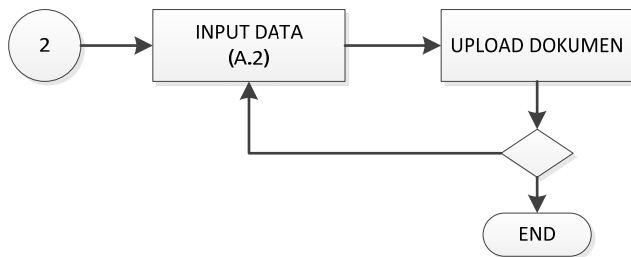 2
INPUT DATA
(A.2)
UPLOAD DOKUMEN
END